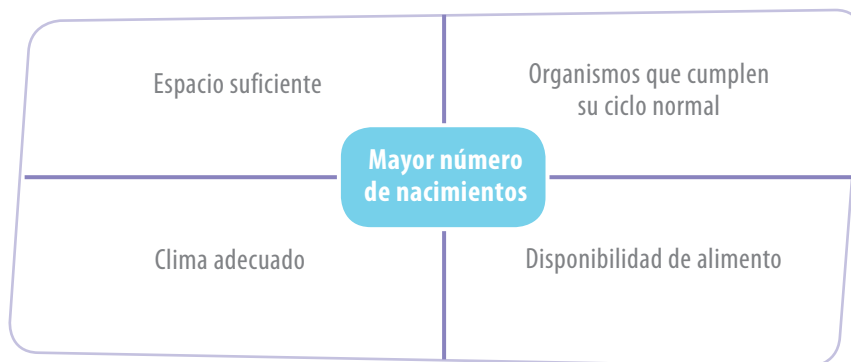 Espacio suficiente
Organismos que cumplen
su ciclo normal
Mayor número
de nacimientos
Clima adecuado
Disponibilidad de alimento